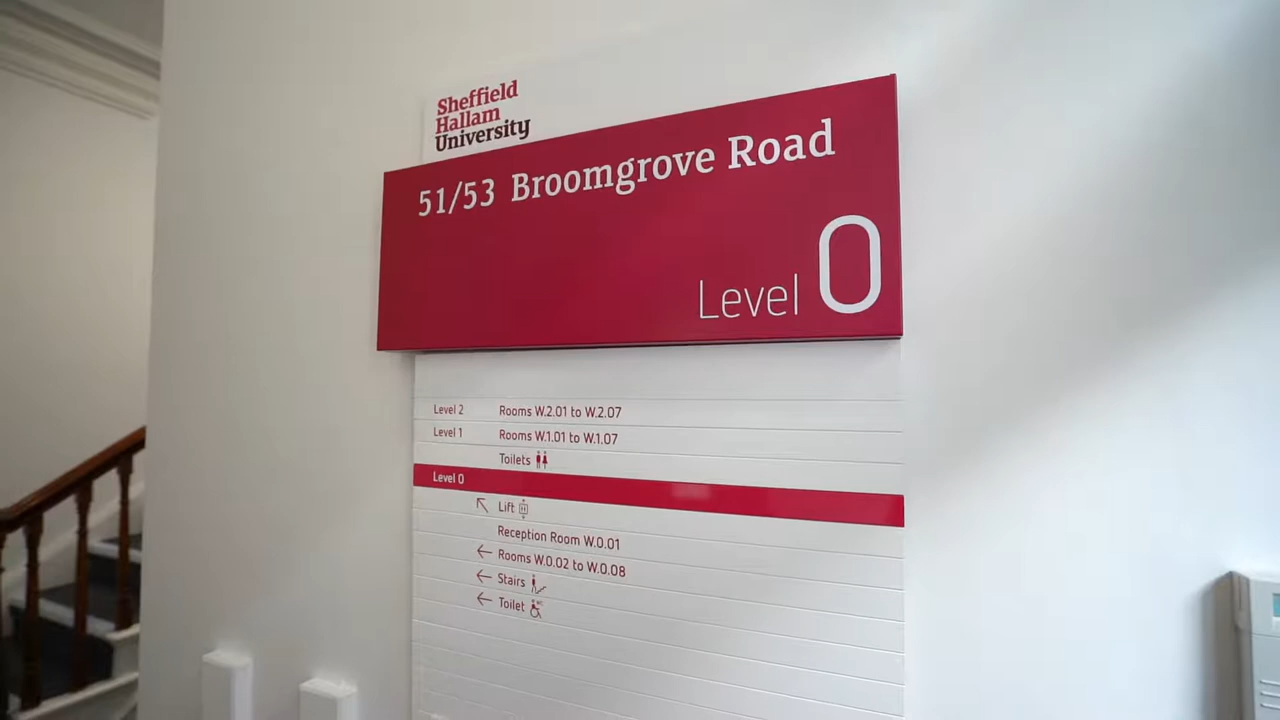 Sheffield
Hallam
University
51/53 Broomgrove Road
Level 0
Level 2 Rooms W.2.01 to W.2.07
Level 1 Rooms W.1.01 to W.1.07
Toilets
Level 0
Lift
Reception Room W.0.01
Rooms W.0.02 to W.0.08
Stairs
Toilet